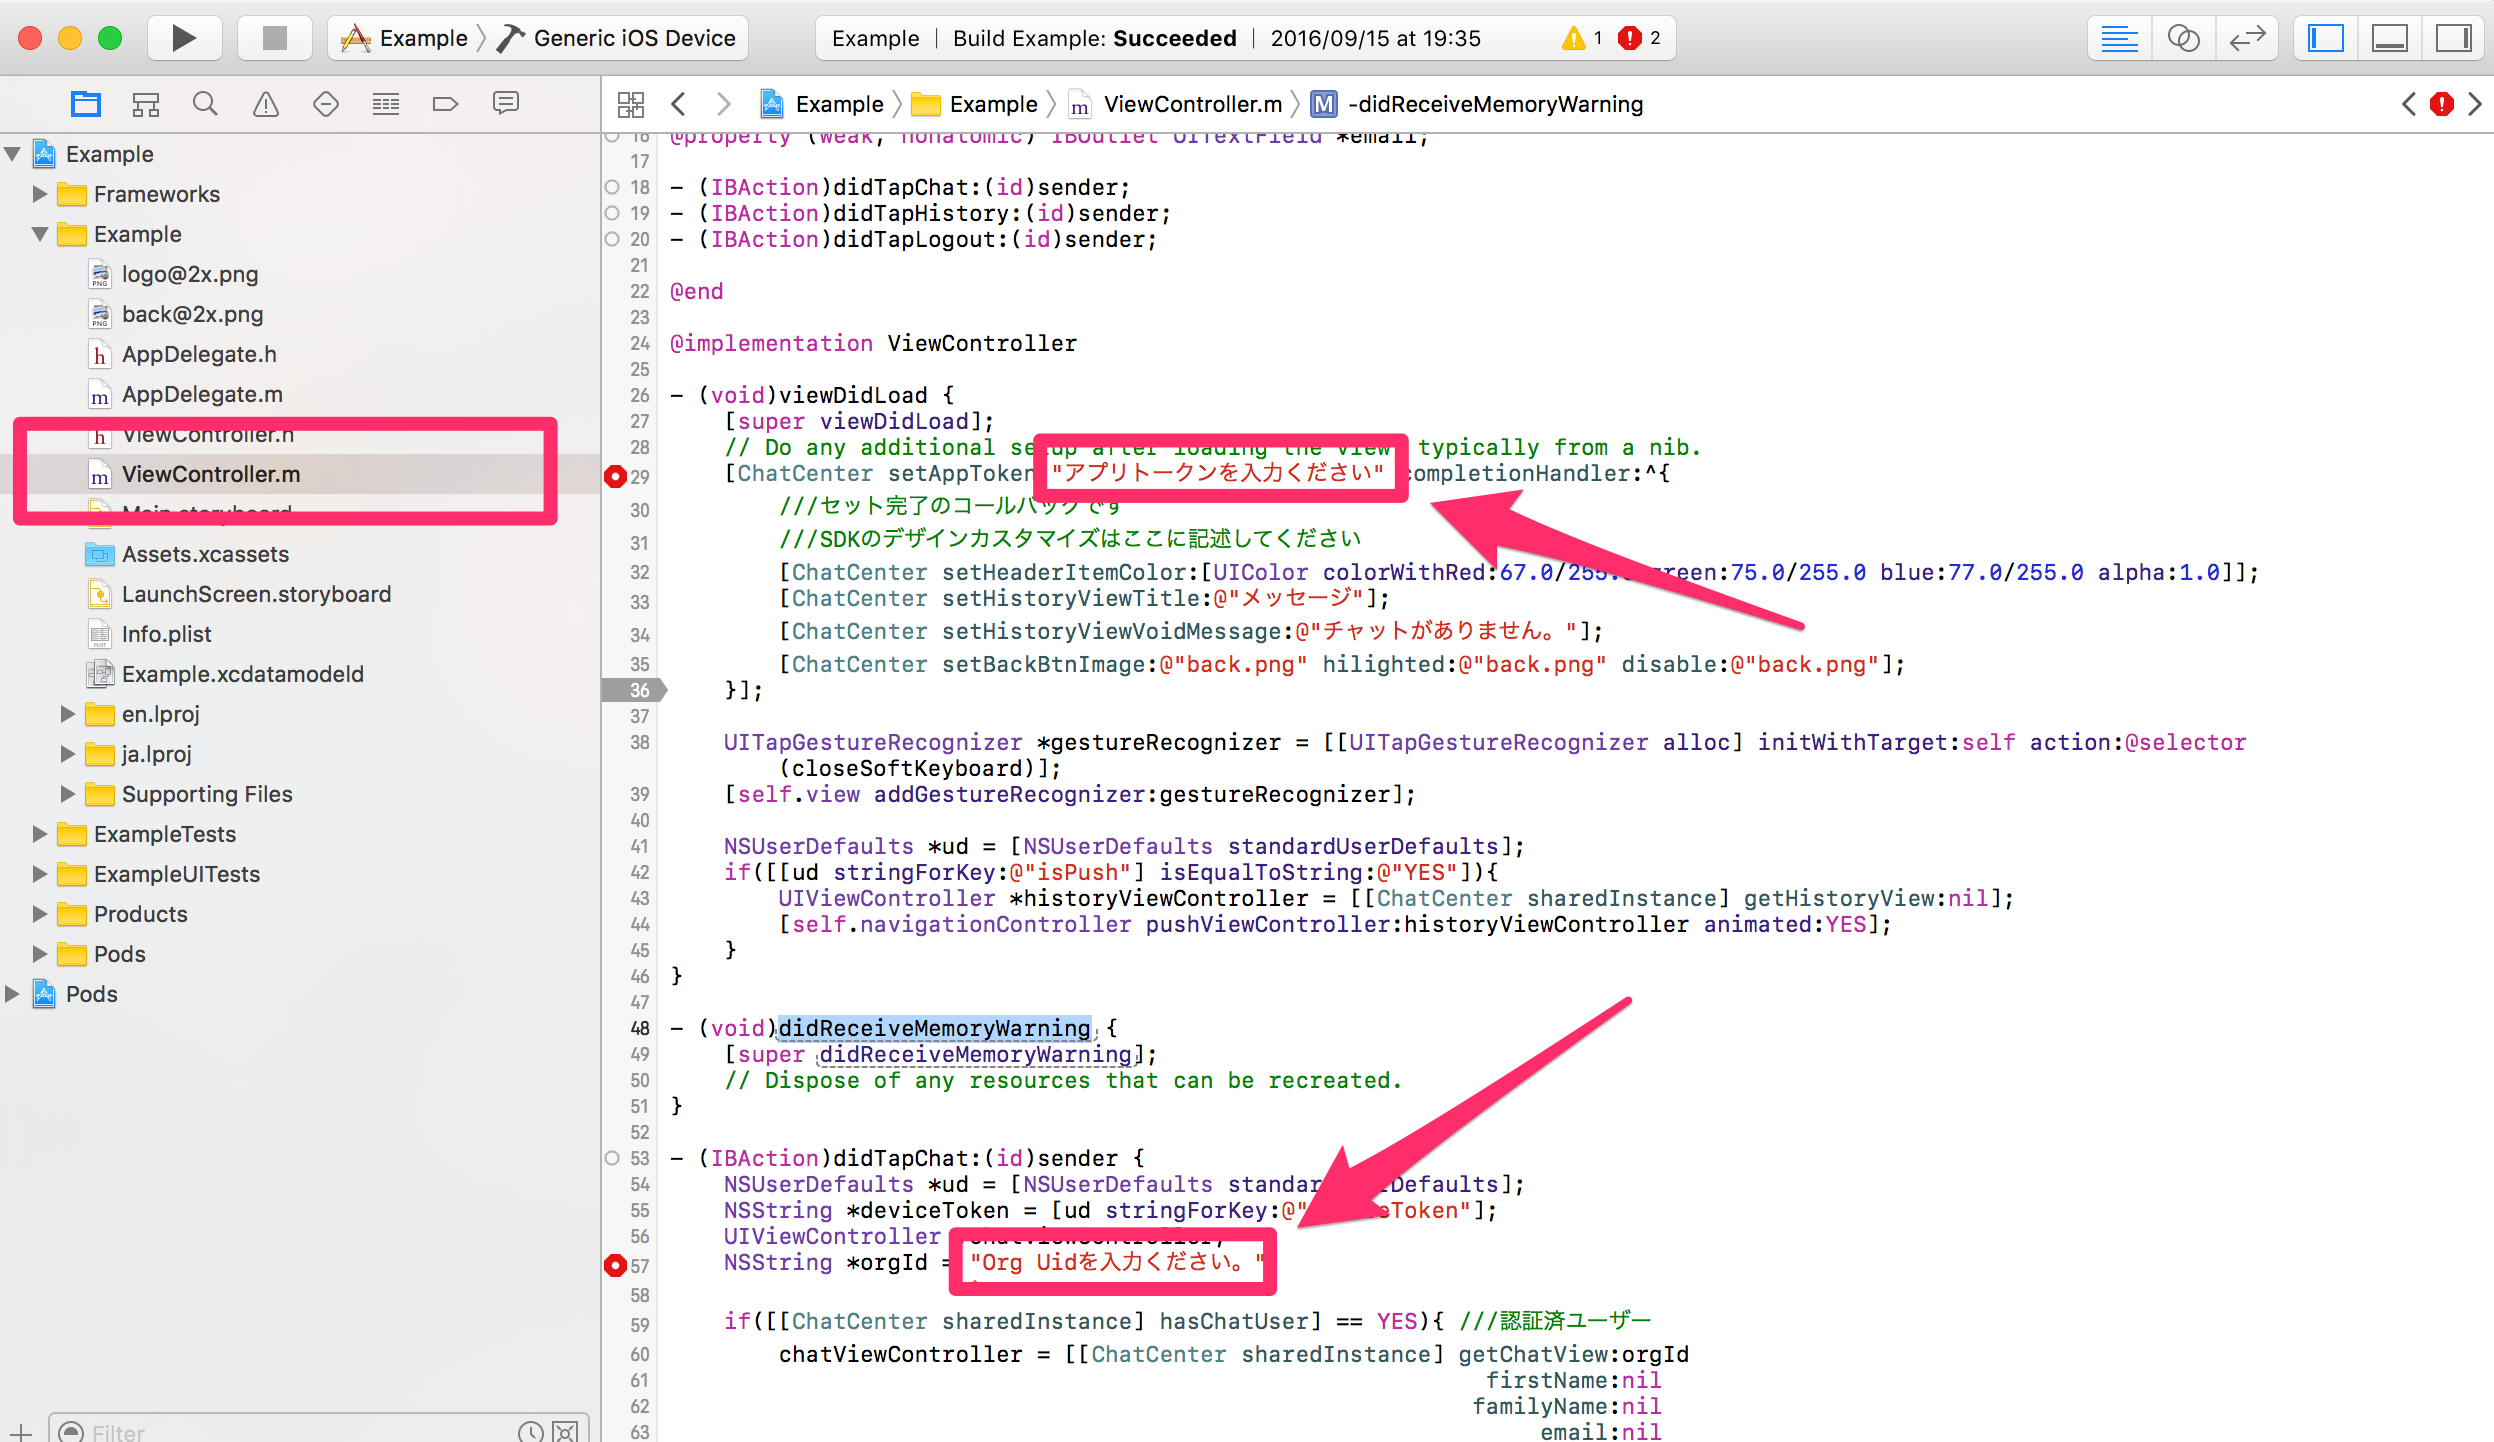 Example 〉 Generic iOS Device
Example | Build Example: Succeeded | 2016/09/15 at 19:35 1 2
Example 〉 Example 〉 m ViewController.m 〉 M -didReceiveMemoryWarning
Example
Frameworks
Example
logo@2x.png
back@2x.png
h AppDelegate.h
m AppDelegate.m
h ViewController.h
m ViewController.m
Main.storyboard
Assets.xcassets
LaunchScreen.storyboard
Info.plist
Example.xcdatamodeld
en.lproj
ja.lproj
Supporting Files
ExampleTests
ExampleUITests
Products
Pods
Pods
Filter
16 @property (weak, nonatomic) IBOutlet UITextField *email;
17
18 - (IBAction)didTapChat:(id)sender;
19 - (IBAction)didTapHistory:(id)sender;
20 - (IBAction)didTapLogout:(id)sender;
21
22 @end
23
24 @implementation ViewController
25
26 - (void)viewDidLoad {
27 [super viewDidLoad];
28 // Do any additional setup after loading the view typically from a nib.
29 [ChatCenter setAppToken "アプリトークンを入力ください" completionHandler:^{
30 ///セット完了のコールバックです
31 ///SDKのデザインカスタマイズはここに記述してください
32 [ChatCenter setHeaderItemColor:[UIColor colorWithRed:67.0/255.0 green:75.0/255.0 blue:77.0/255.0 alpha:1.0]];
33 [ChatCenter setHistoryViewTitle:@"メッセージ"];
34 [ChatCenter setHistoryViewVoidMessage:@"チャットがありません。"];
35 [ChatCenter setBackBtnImage:@"back.png" hilighted:@"back.png" disable:@"back.png"];
36 }];
37
38 UITapGestureRecognizer *gestureRecognizer = [[UITapGestureRecognizer alloc] initWithTarget:self action:@selector
(closeSoftKeyboard)];
39 [self.view addGestureRecognizer:gestureRecognizer];
40
41 NSUserDefaults *ud = [NSUserDefaults standardUserDefaults];
42 if([[ud stringForKey:@"isPush"] isEqualToString:@"YES"]){
43 UIViewController *historyViewController = [[ChatCenter sharedInstance] getHistoryView:nil];
44 [self.navigationController pushViewController:historyViewController animated:YES];
45 }
46 }
47
48 - (void)didReceiveMemoryWarning {
49 [super didReceiveMemoryWarning];
50 // Dispose of any resources that can be recreated.
51 }
52
53 - (IBAction)didTapChat:(id)sender {
54 NSUserDefaults *ud = [NSUserDefaults standardUserDefaults];
55 NSString *deviceToken = [ud stringForKey:@"deviceToken"];
56 UIViewController *chatViewController;
57 NSString *orgId = "Org Uidを入力ください。"
58
59 if([[ChatCenter sharedInstance] hasChatUser] == YES){ ///認証済ユーザー
60 chatViewController = [[ChatCenter sharedInstance] getChatView:orgId
61 firstName:nil
62 familyName:nil
63 email:nil